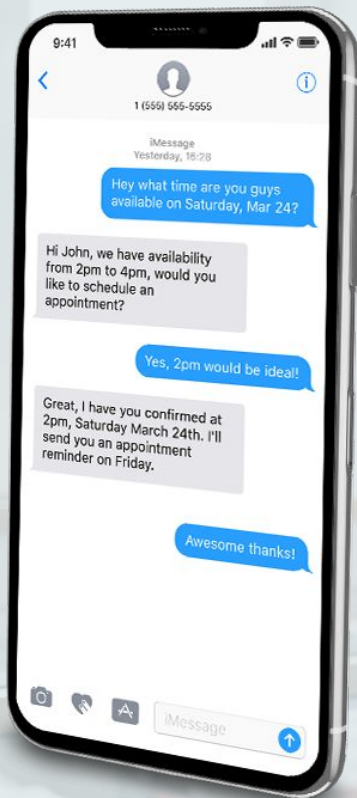 9:41
1 (555) 555-5555
iMessage
Yesterday, 16:28
Hey what time are you guys
available on Saturday, Mar 24?
Hi John, we have availability
from 2pm to 4pm, would you
like to schedule an
appointment?
Yes, 2pm would be ideal!
Great, I have you confirmed at
2pm, Saturday March 24th. I'll
send you an appointment
reminder on Friday.
Awesome thanks!
iMessage